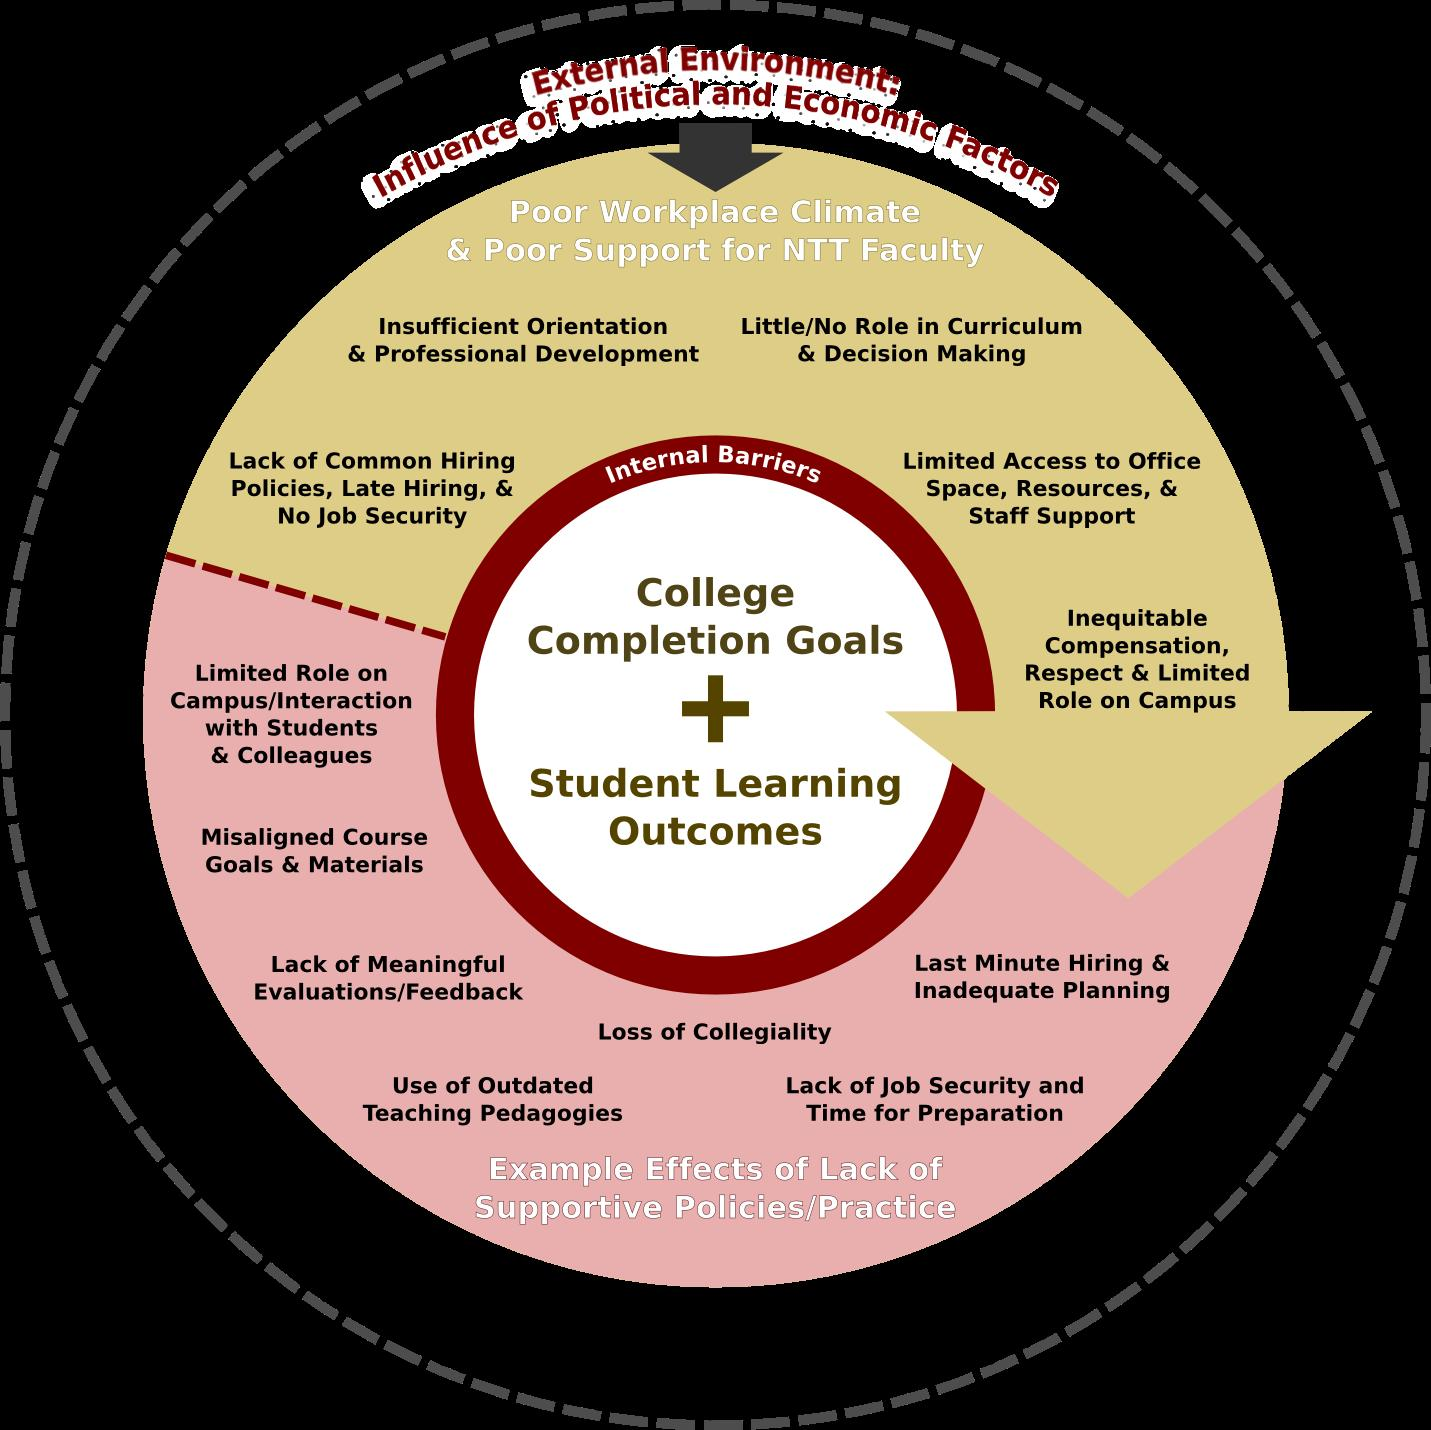 External Environment:
Influence of Political and Economic Factors
Poor Workplace Climate
& Poor Support for NTT Faculty
Insufficient Orientation
& Professional Development
Little/No Role in Curriculum
& Decision Making
Lack of Common Hiring
Policies, Late Hiring, &
No Job Security
Internal Barriers
Limited Access to Office
Space, Resources, &
Staff Support
College
Completion Goals
+
Student Learning
Outcomes
Inequitable
Compensation,
Respect & Limited
Role on Campus
Limited Role on
Campus/Interaction
with Students
& Colleagues
Misaligned Course
Goals & Materials
Lack of Meaningful
Evaluations/Feedback
Last Minute Hiring &
Inadequate Planning
Loss of Collegiality
Use of Outdated
Teaching Pedagogies
Lack of Job Security and
Time for Preparation
Example Effects of Lack of
Supportive Policies/Practice